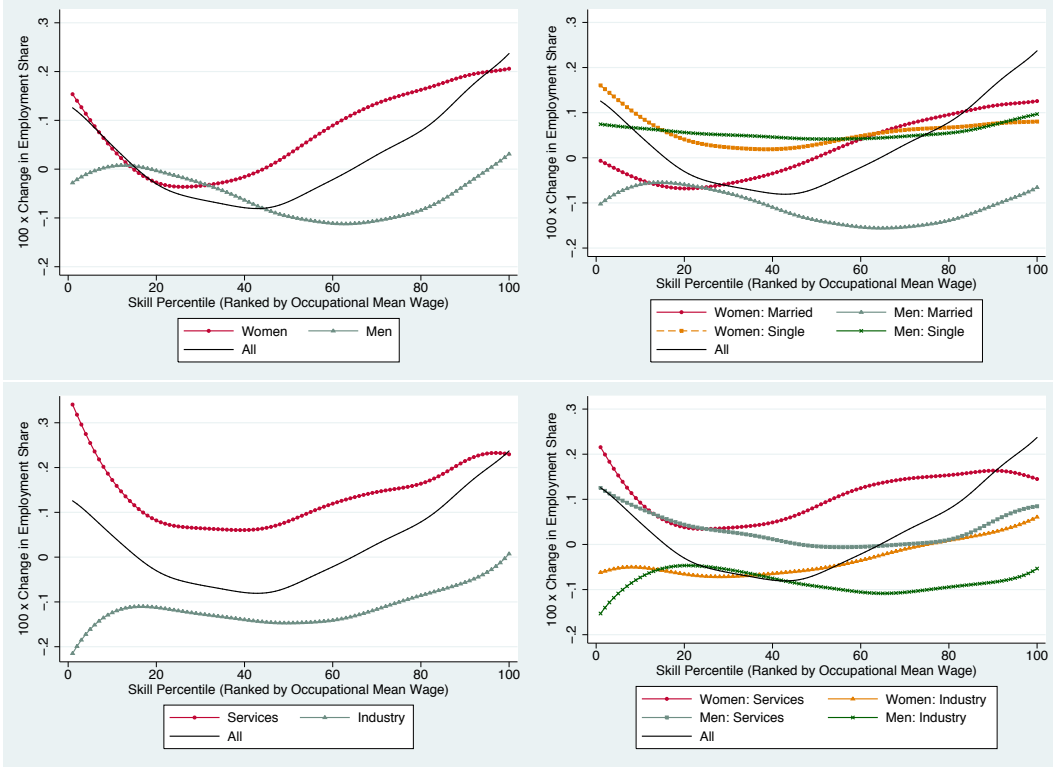 100 x Change in Employment Share
.3
.2
.1
0
-.1
-.2
0 20 40 60 80 100
Skill Percentile (Ranked by Occupational Mean Wage)
Women Men
All
100 x Change in Employment Share
.3
.2
.1
0
-.1
-.2
0 20 40 60 80 100
Skill Percentile (Ranked by Occupational Mean Wage)
Women: Married Men: Married
Women: Single Men: Single
All
100 x Change in Employment Share
.3
.2
.1
0
-.1
-.2
0 20 40 60 80 100
Skill Percentile (Ranked by Occupational Mean Wage)
Services Industry
All
100 x Change in Employment Share
.3
.2
.1
0
-.1
-.2
0 20 40 60 80 100
Skill Percentile (Ranked by Occupational Mean Wage)
Women: Services Women: Industry
Men: Services Men: Industry
All